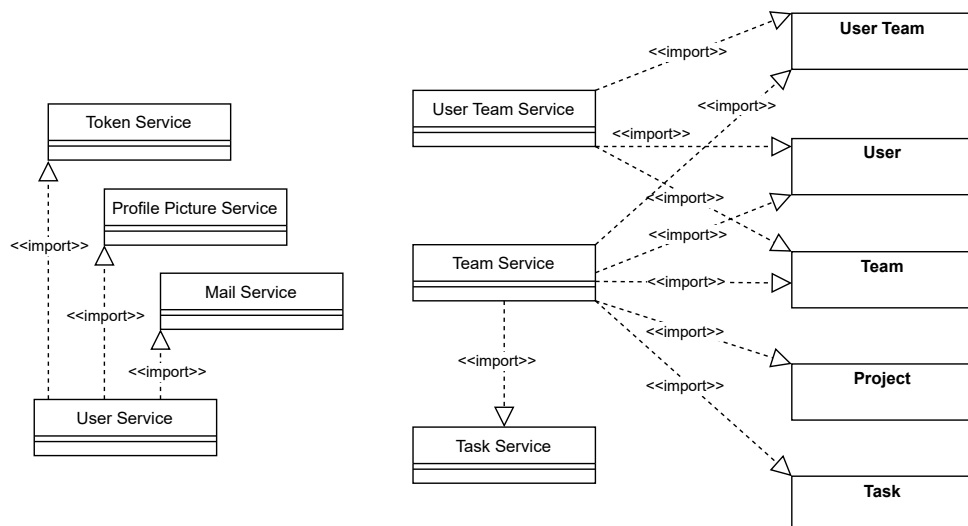 User Team
<<import>>
User Team Service
<<import>>
Token Service
<<import>>
User
Profile Picture Service
<<import>>
<<import>>
<<import>>
Team Service
Team
<<import>>
Mail Service
<<import>>
<<import>>
<<import>>
<<import>>
<<import>>
Project
<<import>>
User Service
Task Service
Task